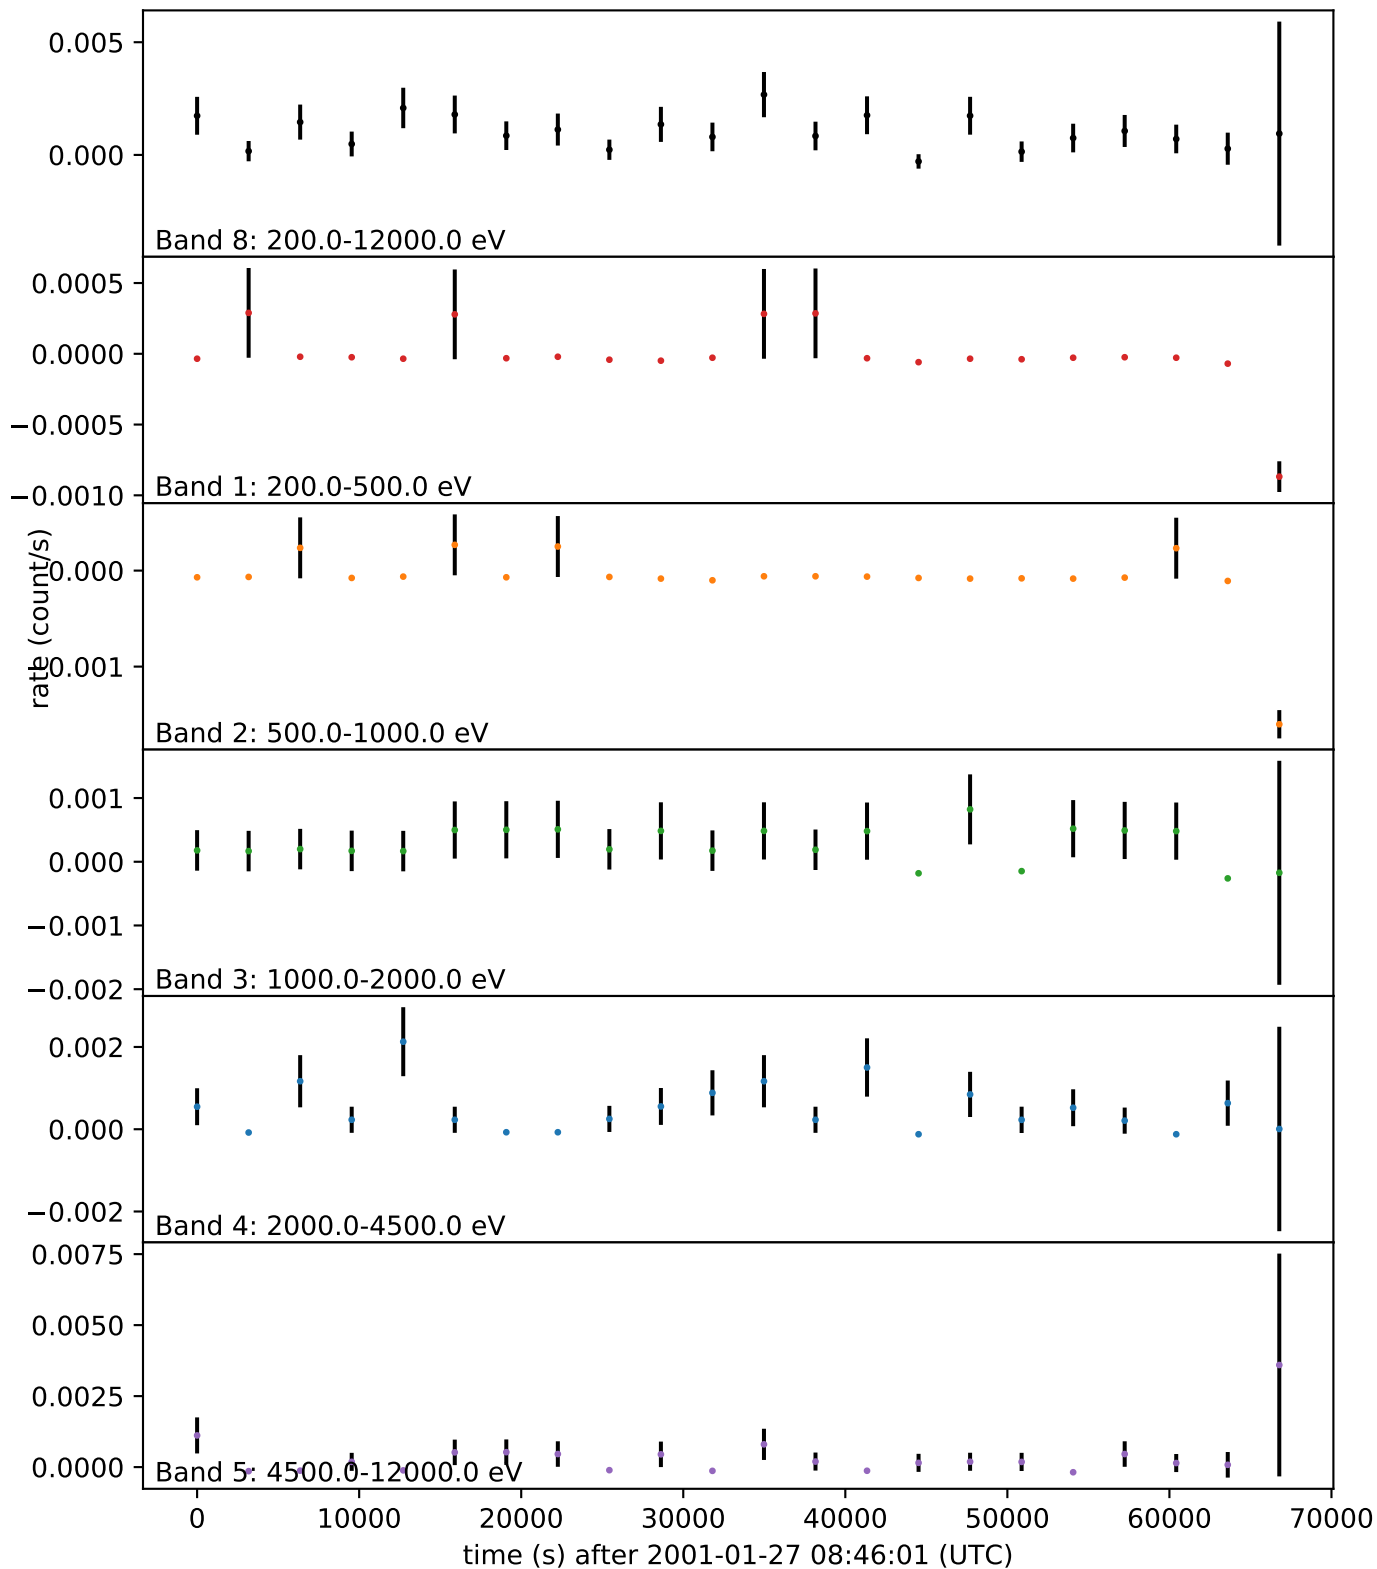 0.005
0.000
Band 8: 200.0-12000.0 eV
0.0005
0.0000
−0.0005
−0.0010
Band 1: 200.0-500.0 eV
rate (count/s)
0.000
−0.001
Band 2: 500.0-1000.0 eV
0.001
0.000
−0.001
−0.002
Band 3: 1000.0-2000.0 eV
0.002
0.000
−0.002
Band 4: 2000.0-4500.0 eV
0.0075
0.0050
0.0025
0.0000
Band 5: 4500.0-12000.0 eV
0 10000 20000 30000 40000 50000 60000 70000
time (s) after 2001-01-27 08:46:01 (UTC)